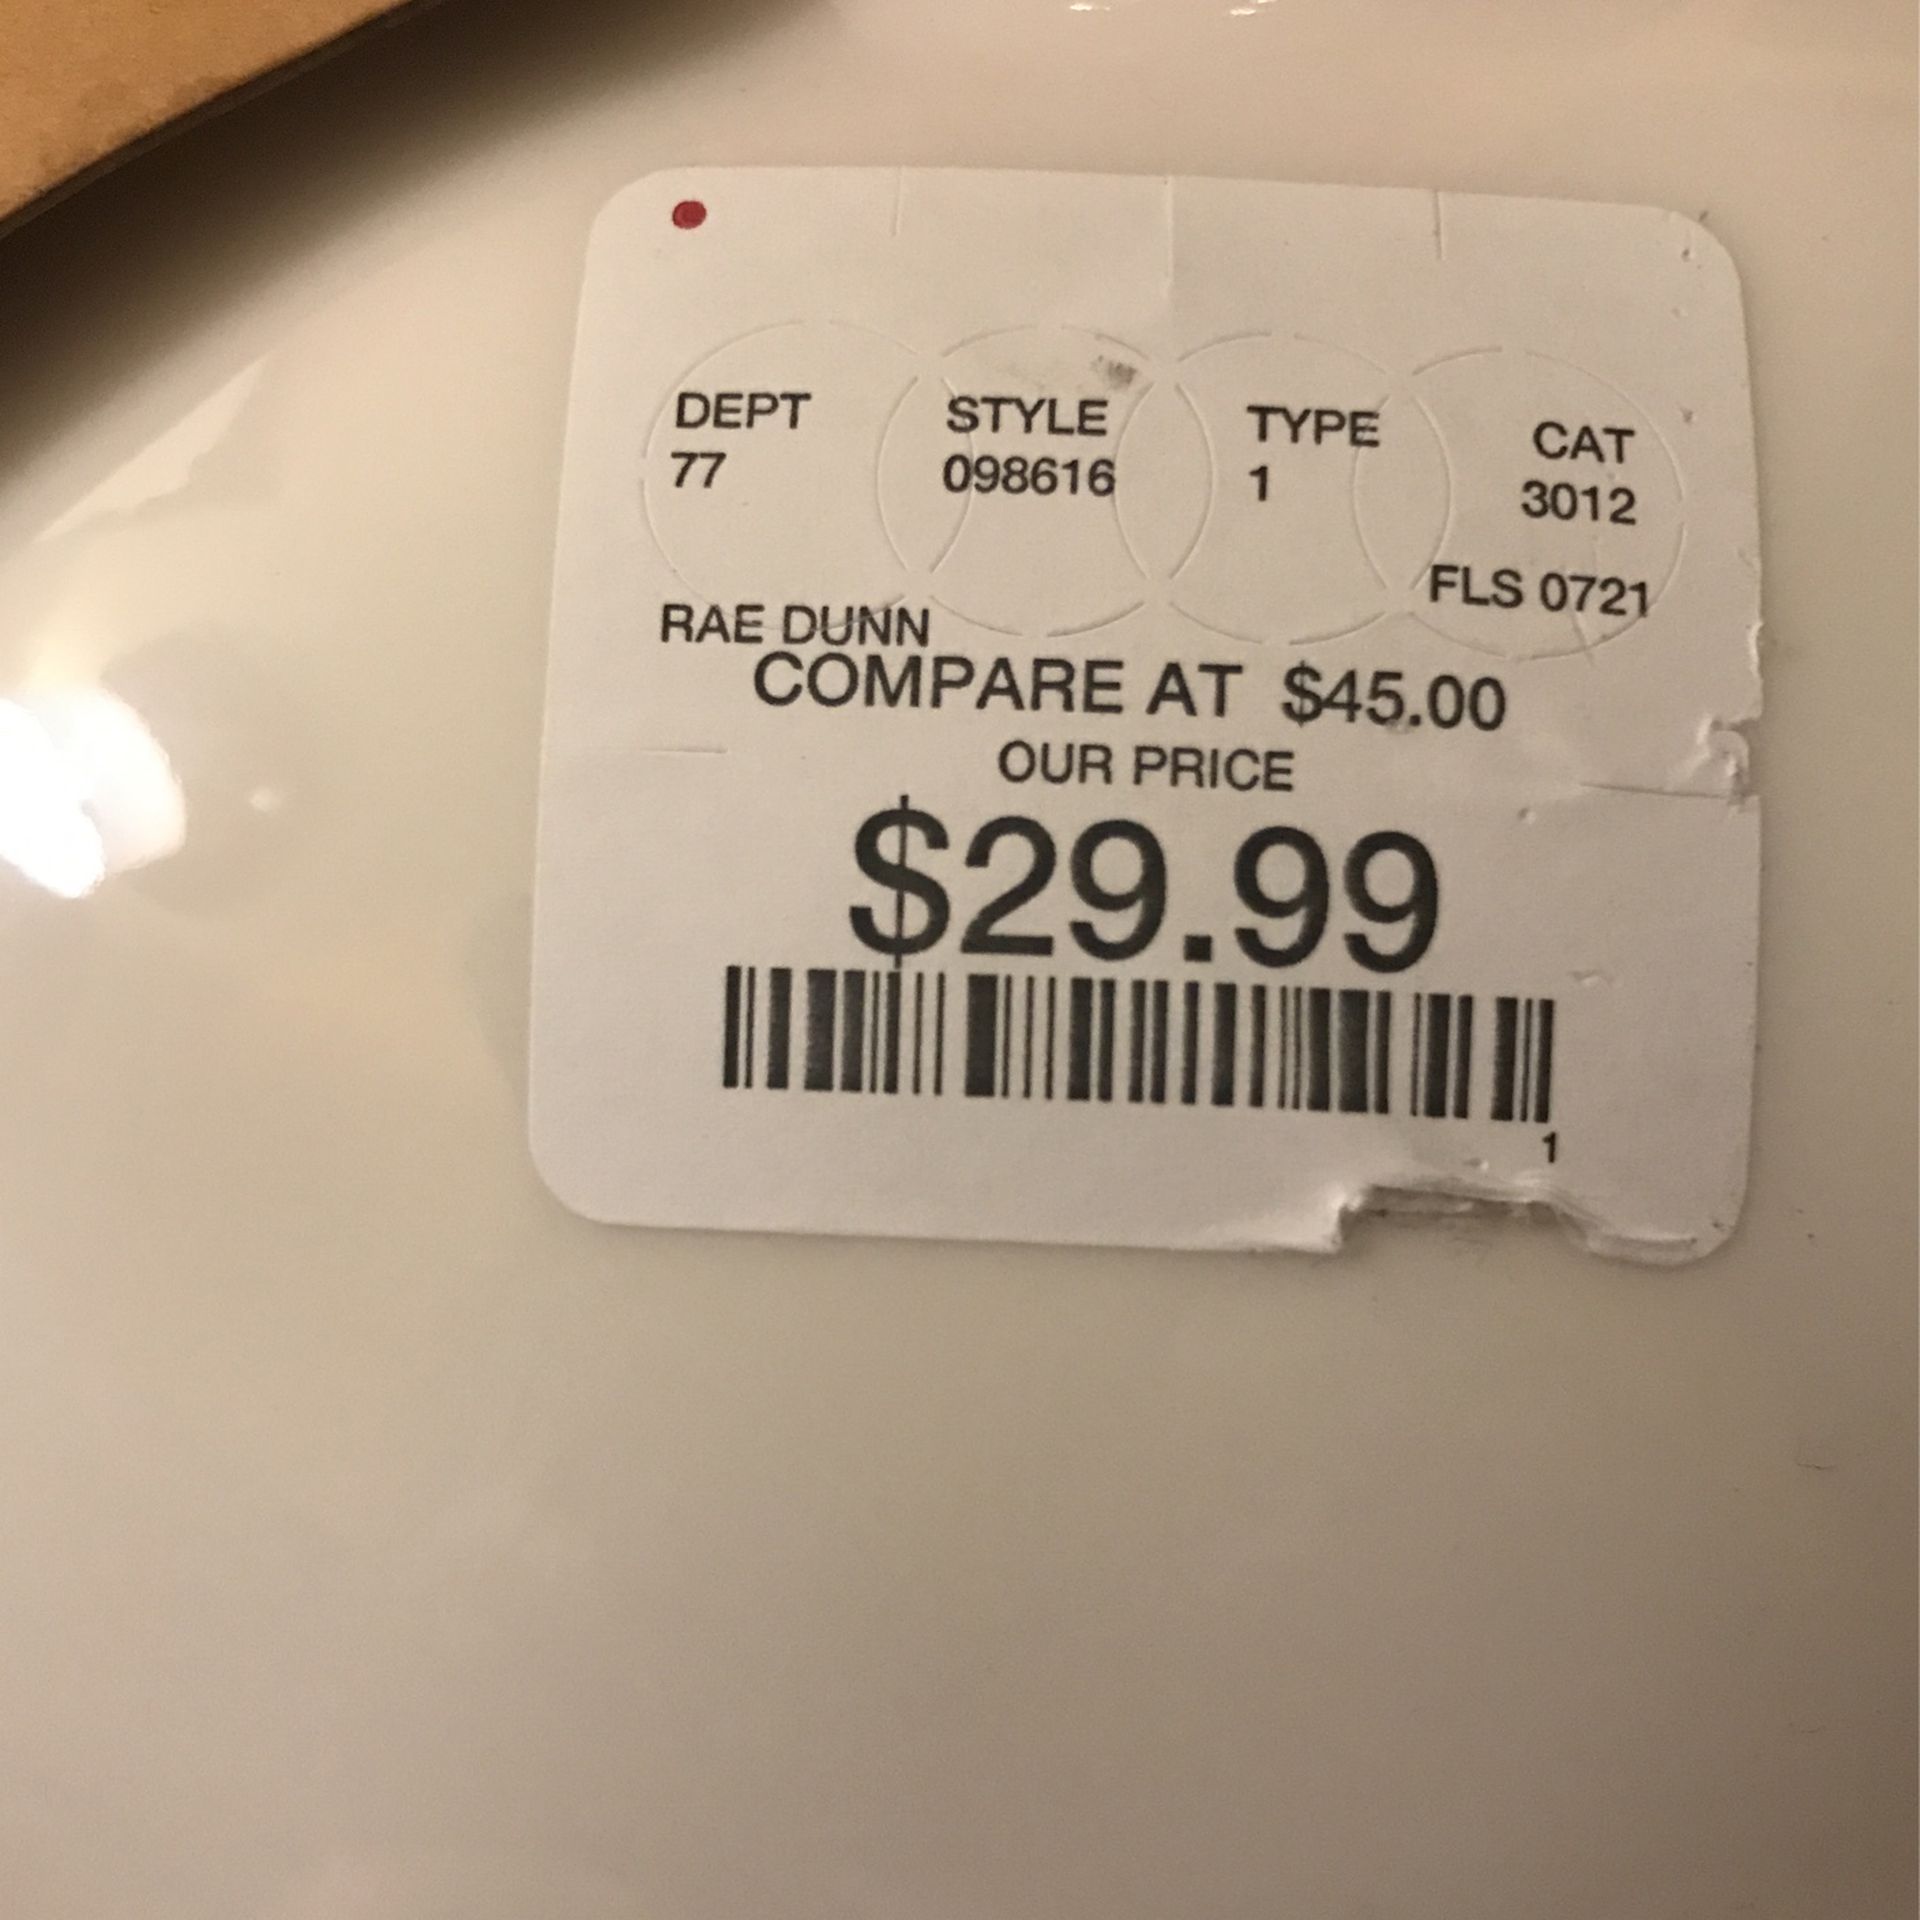 DEPT STYLE TYPE CAT
77 098616 1 3012
FLS 0721
RAE DUNN
COMPARE AT $45.00
OUR PRICE
$29.99
1